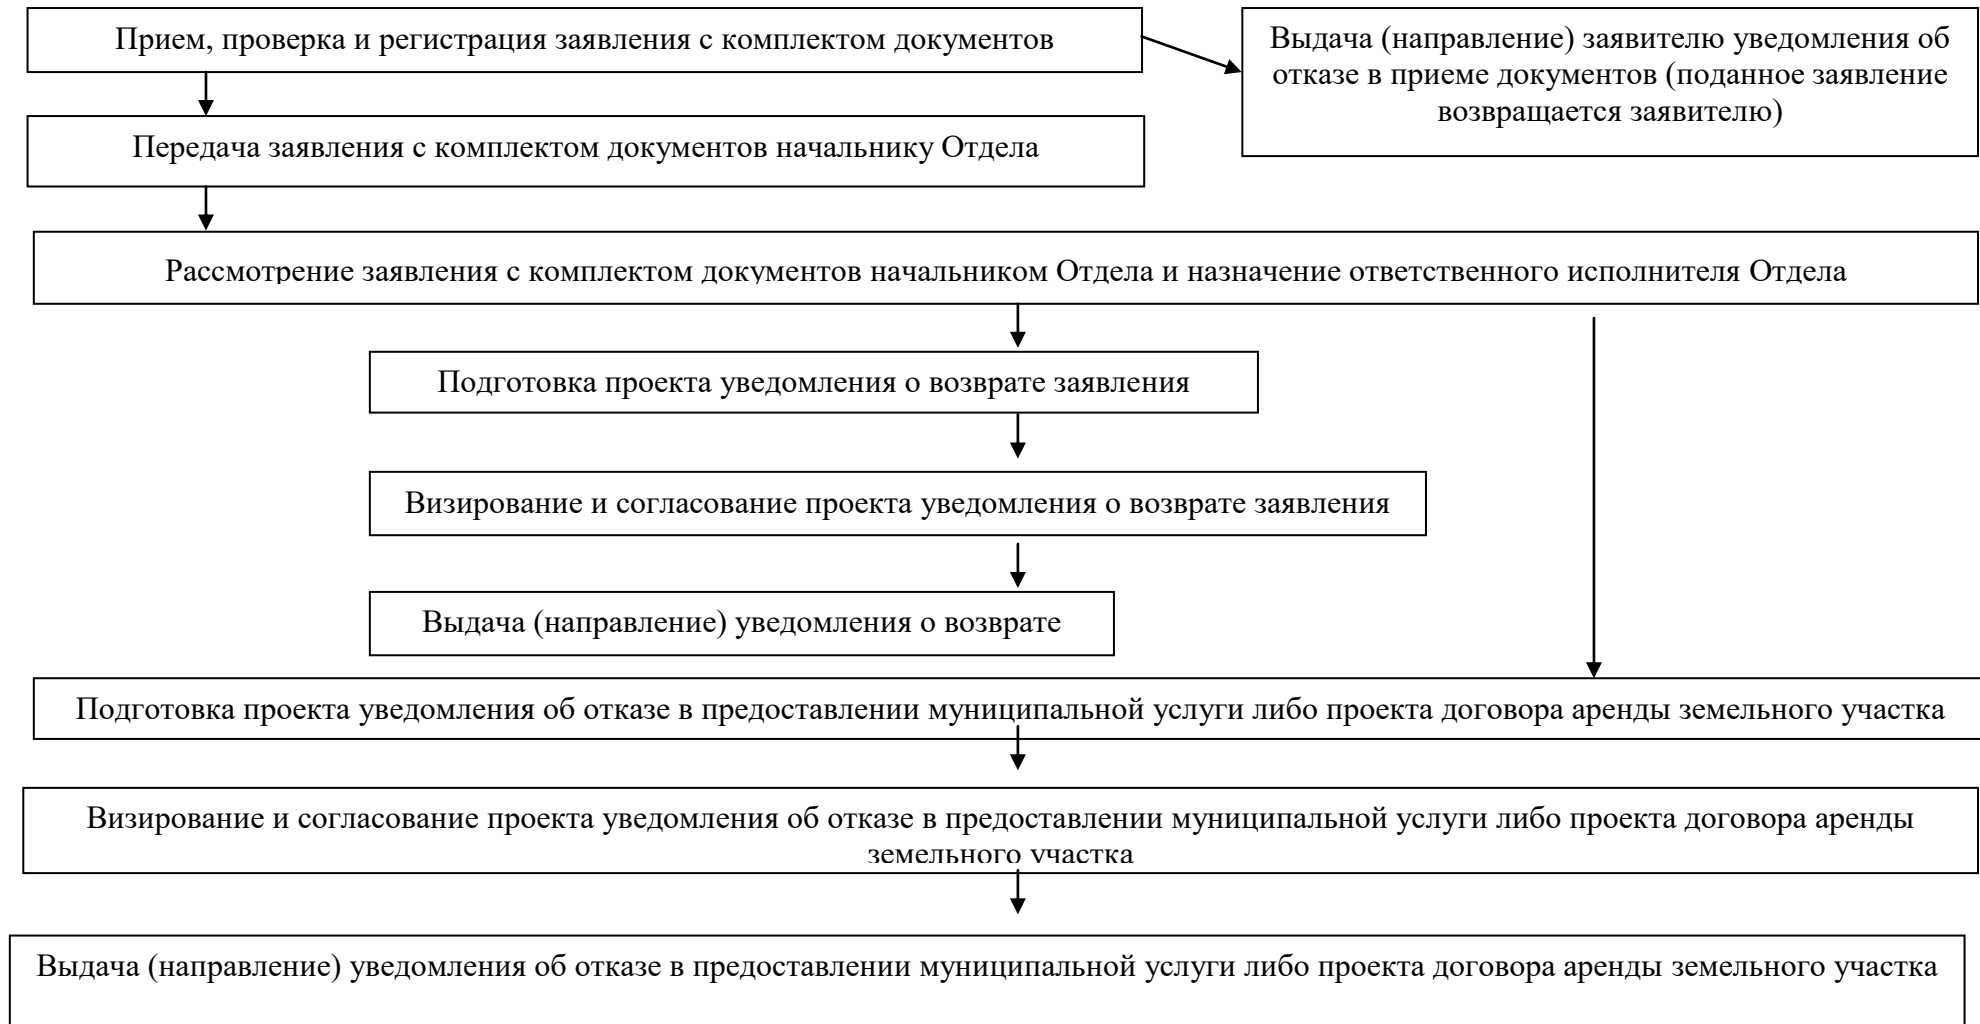 Прием, проверка и регистрация заявления с комплектом документов
Выдача (направление) заявителю уведомления об
отказе в приеме документов (поданное заявление
возвращается заявителю)
Передача заявления с комплектом документов начальнику Отдела
Рассмотрение заявления с комплектом документов начальником Отдела и назначение ответственного исполнителя Отдела
Подготовка проекта уведомления о возврате заявления
Визирование и согласование проекта уведомления о возврате заявления
Выдача (направление) уведомления о возврате
Подготовка проекта уведомления об отказе в предоставлении муниципальной услуги либо проекта договора аренды земельного участка
Визирование и согласование проекта уведомления об отказе в предоставлении муниципальной услуги либо проекта договора аренды
земельного участка
Выдача (направление) уведомления об отказе в предоставлении муниципальной услуги либо проекта договора аренды земельного участка